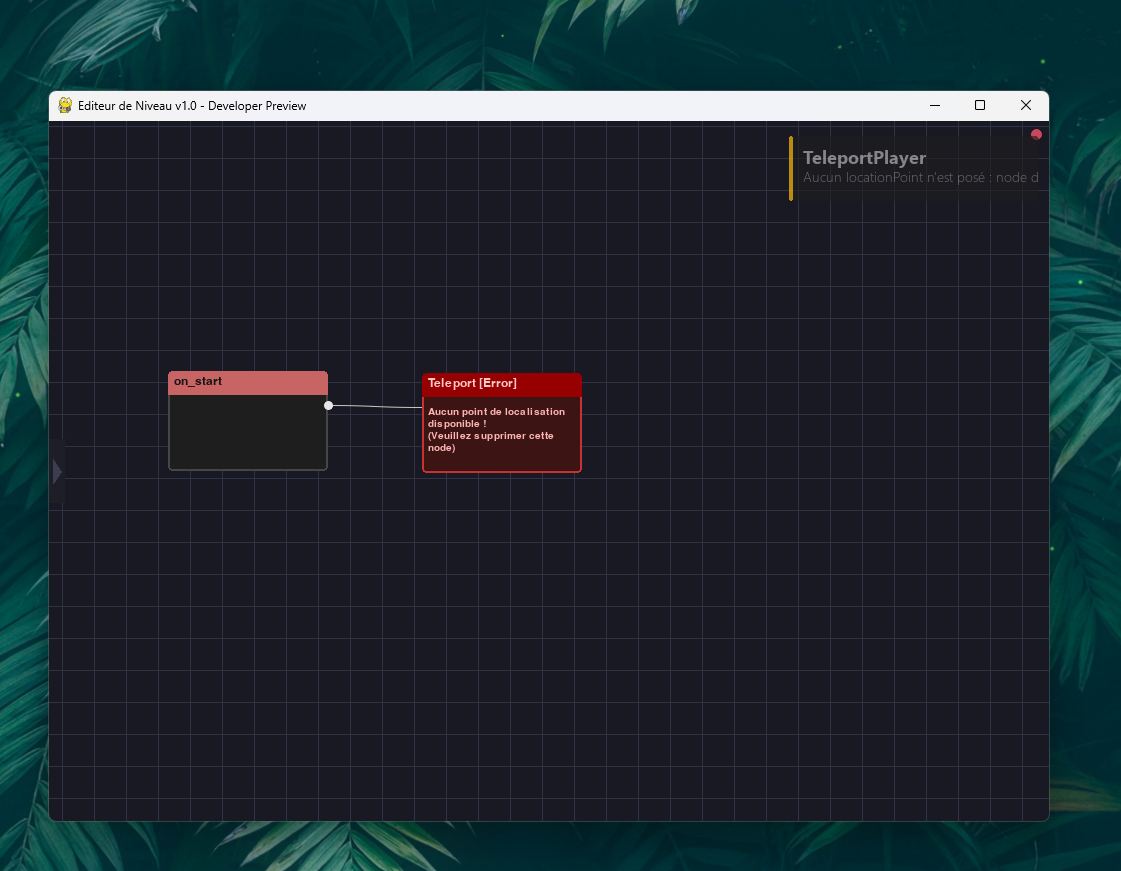 Editeur de Niveau v1.0 - Developer Preview
TeleportPlayer
Aucun locationPoint n'est posé : node d
on_start
Teleport [Error]
Aucun point de localisation
disponible !
(Veuillez supprimer cette
node)